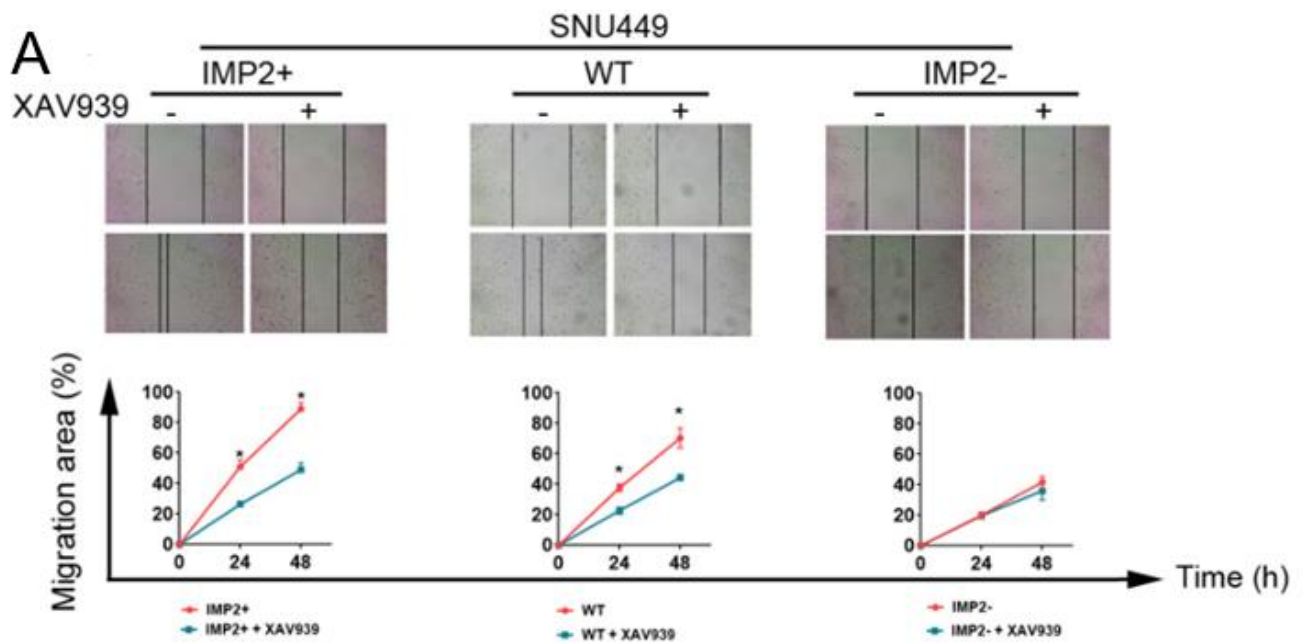 A
SNU449
IMP2+ WT IMP2-
XAV939 - + - + - +
Migration area (%)
100 100 100
80 80 80
* *
60 60 60
* *
40 40 40
20 20 20
0 0 0
0 24 48 0 24 48 0 24 48
Time (h)
IMP2+ WT IMP2-
IMP2+ + XAV939 WT + XAV939 IMP2- + XAV939